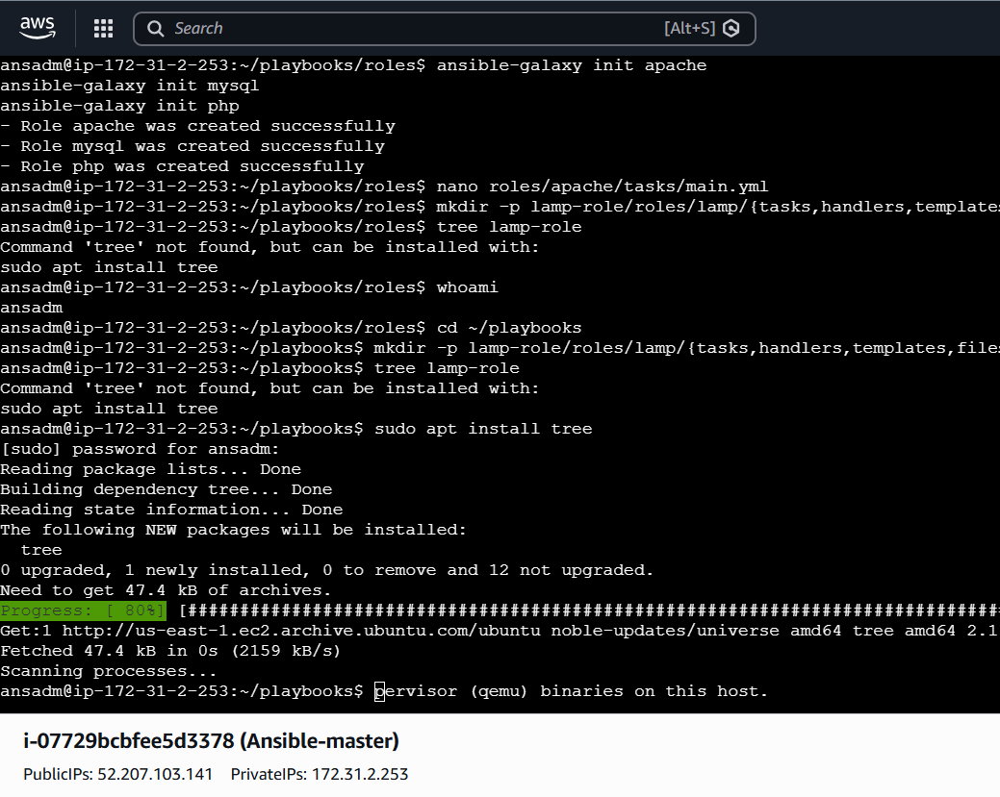 aws
Search [Alt+S]
ansadm@ip-172-31-2-253:~/playbooks/roles$ ansible-galaxy init apache
ansible-galaxy init mysql
ansible-galaxy init php
- Role apache was created successfully
- Role mysql was created successfully
- Role php was created successfully
ansadm@ip-172-31-2-253:~/playbooks/roles$ nano roles/apache/tasks/main.yml
ansadm@ip-172-31-2-253:~/playbooks/roles$ mkdir -p lamp-role/roles/lamp/{tasks,handlers,templates
ansadm@ip-172-31-2-253:~/playbooks/roles$ tree lamp-role
Command 'tree' not found, but can be installed with:
sudo apt install tree
ansadm@ip-172-31-2-253:~/playbooks/roles$ whoami
ansadm
ansadm@ip-172-31-2-253:~/playbooks/roles$ cd ~/playbooks
ansadm@ip-172-31-2-253:~/playbooks$ mkdir -p lamp-role/roles/lamp/{tasks,handlers,templates,files
ansadm@ip-172-31-2-253:~/playbooks$ tree lamp-role
Command 'tree' not found, but can be installed with:
sudo apt install tree
ansadm@ip-172-31-2-253:~/playbooks$ sudo apt install tree
[sudo] password for ansadm:
Reading package lists... Done
Building dependency tree... Done
Reading state information... Done
The following NEW packages will be installed:
  tree
0 upgraded, 1 newly installed, 0 to remove and 12 not upgraded.
Need to get 47.4 kB of archives.
Progress: [ 80%] [##############################################################################
Get:1 http://us-east-1.ec2.archive.ubuntu.com/ubuntu noble-updates/universe amd64 tree amd64 2.1
Fetched 47.4 kB in 0s (2159 kB/s)
Scanning processes...
ansadm@ip-172-31-2-253:~/playbooks$ pervisor (qemu) binaries on this host.
i-07729bcbfee5d3378 (Ansible-master)
PublicIPs: 52.207.103.141 PrivateIPs: 172.31.2.253